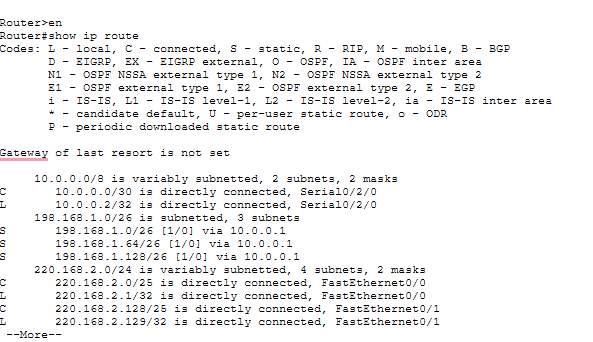 Router>en
Router#show ip route
Codes: L - local, C - connected, S - static, R - RIP, M - mobile, B - BGP
D - EIGRP, EX - EIGRP external, O - OSPF, IA - OSPF inter area
N1 - OSPF NSSA external type 1, N2 - OSPF NSSA external type 2
E1 - OSPF external type 1, E2 - OSPF external type 2, E - EGP
i - IS-IS, L1 - IS-IS level-1, L2 - IS-IS level-2, ia - IS-IS inter area
* - candidate default, U - per-user static route, o - ODR
P - periodic downloaded static route
Gateway of last resort is not set
10.0.0.0/8 is variably subnetted, 2 subnets, 2 masks
C 10.0.0.0/30 is directly connected, Serial0/2/0
L 10.0.0.2/32 is directly connected, Serial0/2/0
198.168.1.0/26 is subnetted, 3 subnets
S 198.168.1.0/26 [1/0] via 10.0.0.1
S 198.168.1.64/26 [1/0] via 10.0.0.1
S 198.168.1.128/26 [1/0] via 10.0.0.1
220.168.2.0/24 is variably subnetted, 4 subnets, 2 masks
C 220.168.2.0/25 is directly connected, FastEthernet0/0
L 220.168.2.1/32 is directly connected, FastEthernet0/0
C 220.168.2.128/25 is directly connected, FastEthernet0/1
L 220.168.2.129/32 is directly connected, FastEthernet0/1
--More--